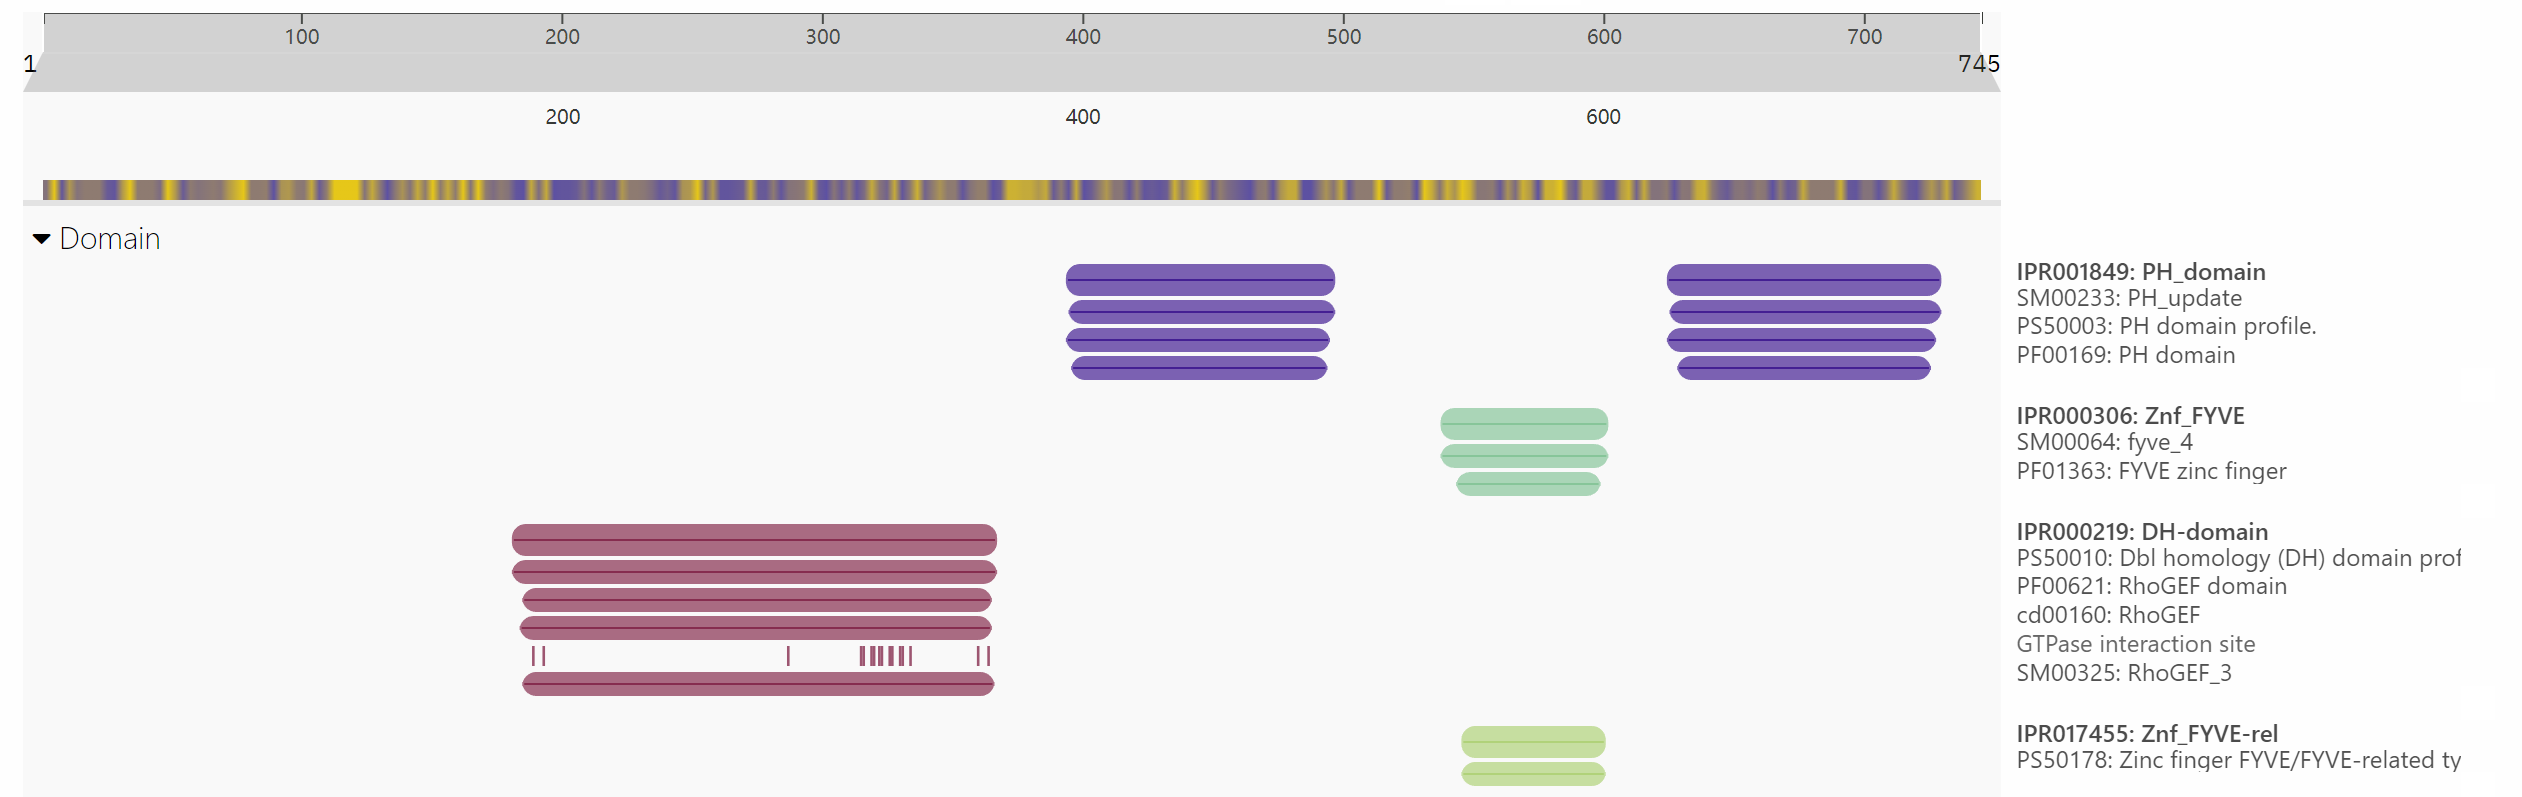 100 200 300 400 500 600 700
1 745
200 400 600
Domain
IPR001849: PH_domain
SM00233: PH_update
PS50003: PH domain profile.
PF00169: PH domain
IPR000306: Znf_FYVE
SM00064: fyve_4
PF01363: FYVE zinc finger
IPR000219: DH-domain
PS50010: Dbl homology (DH) domain prof
PF00621: RhoGEF domain
cd00160: RhoGEF
GTPase interaction site
SM00325: RhoGEF_3
IPR017455: Znf_FYVE-rel
PS50178: Zinc finger FYVE/FYVE-related ty